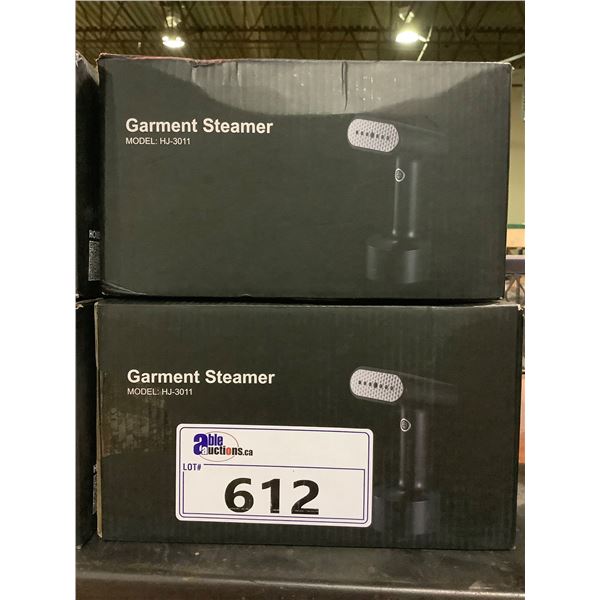 Garment Steamer
MODEL: HJ-3011
Garment Steamer
MODEL: HJ-3011
able
auctions.ca
LOT#
612